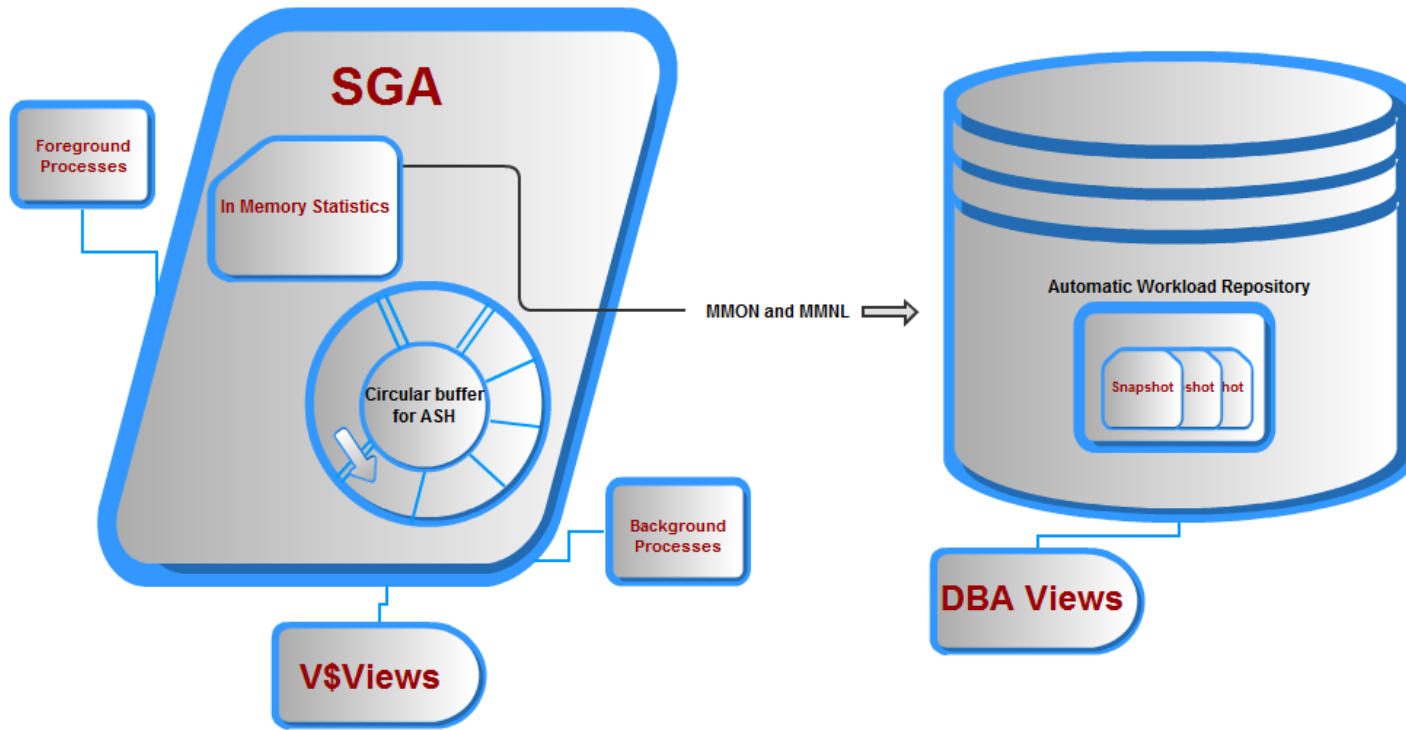 SGA
Foreground
Processes
In Memory Statistics
Circular buffer
for ASH
MMON and MMNL
Automatic Workload Repository
Snapshot
shot
hot
Background
Processes
V$Views
DBA Views